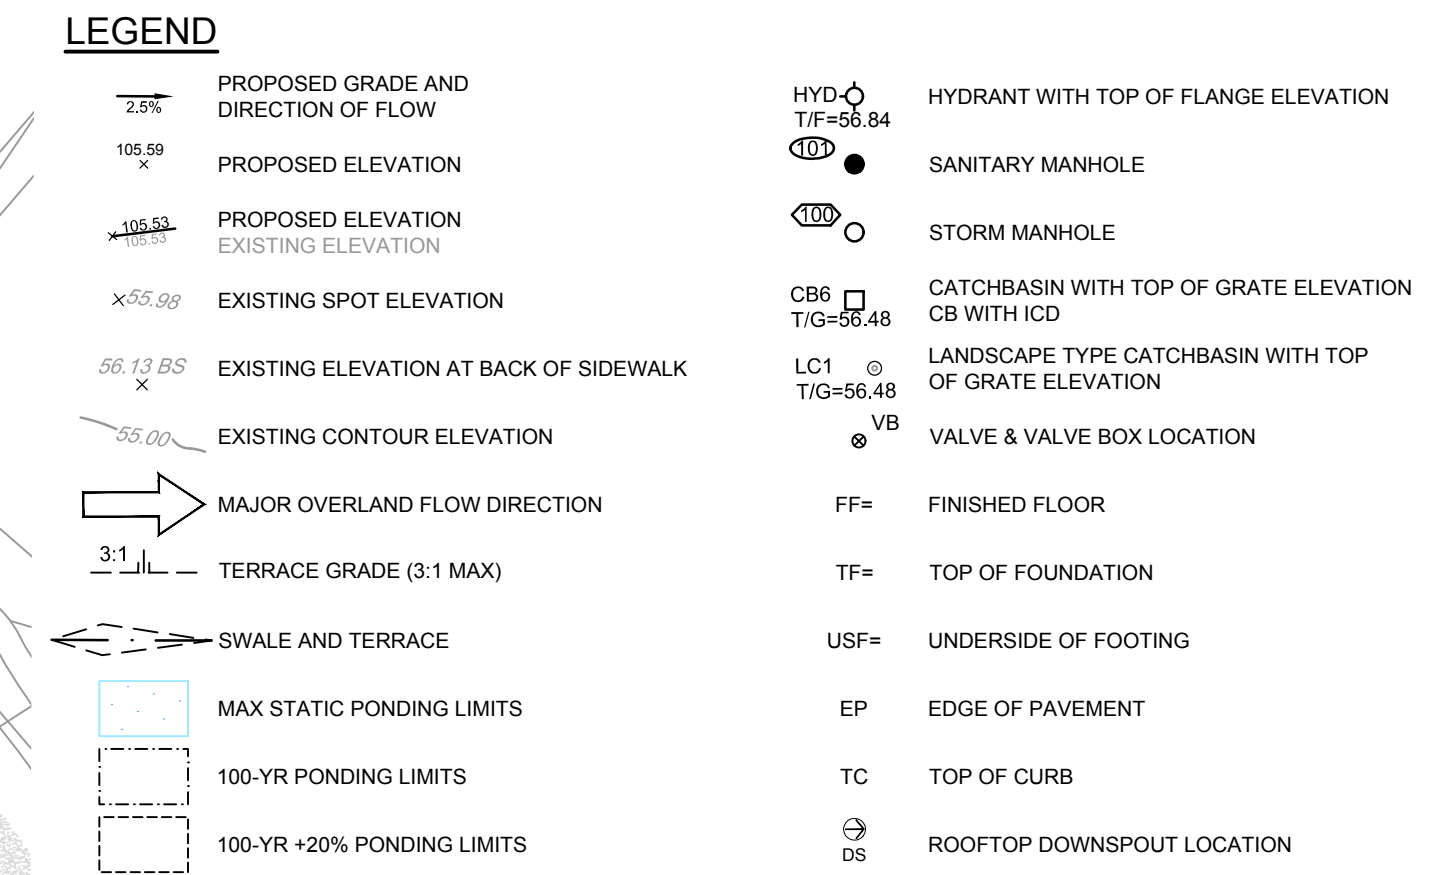 LEGEND
2.5%
PROPOSED GRADE AND
DIRECTION OF FLOW
105.59
PROPOSED ELEVATION
105.53
105.53
PROPOSED ELEVATION
EXISTING ELEVATION
55.98
EXISTING SPOT ELEVATION
56.13 BS
EXISTING ELEVATION AT BACK OF SIDEWALK
55.00
EXISTING CONTOUR ELEVATION
MAJOR OVERLAND FLOW DIRECTION
3:1
TERRACE GRADE (3:1 MAX)
SWALE AND TERRACE
MAX STATIC PONDING LIMITS
100-YR PONDING LIMITS
100-YR +20% PONDING LIMITS
HYD
T/F=56.84
HYDRANT WITH TOP OF FLANGE ELEVATION
101
SANITARY MANHOLE
100
STORM MANHOLE
CB6
T/G=56.48
CATCHBASIN WITH TOP OF GRATE ELEVATION
CB WITH ICD
LC1
T/G=56.48
LANDSCAPE TYPE CATCHBASIN WITH TOP
OF GRATE ELEVATION
VB
VALVE & VALVE BOX LOCATION
FF=
FINISHED FLOOR
TF=
TOP OF FOUNDATION
USF=
UNDERSIDE OF FOOTING
EP
EDGE OF PAVEMENT
TC
TOP OF CURB
DS
ROOFTOP DOWNSPOUT LOCATION